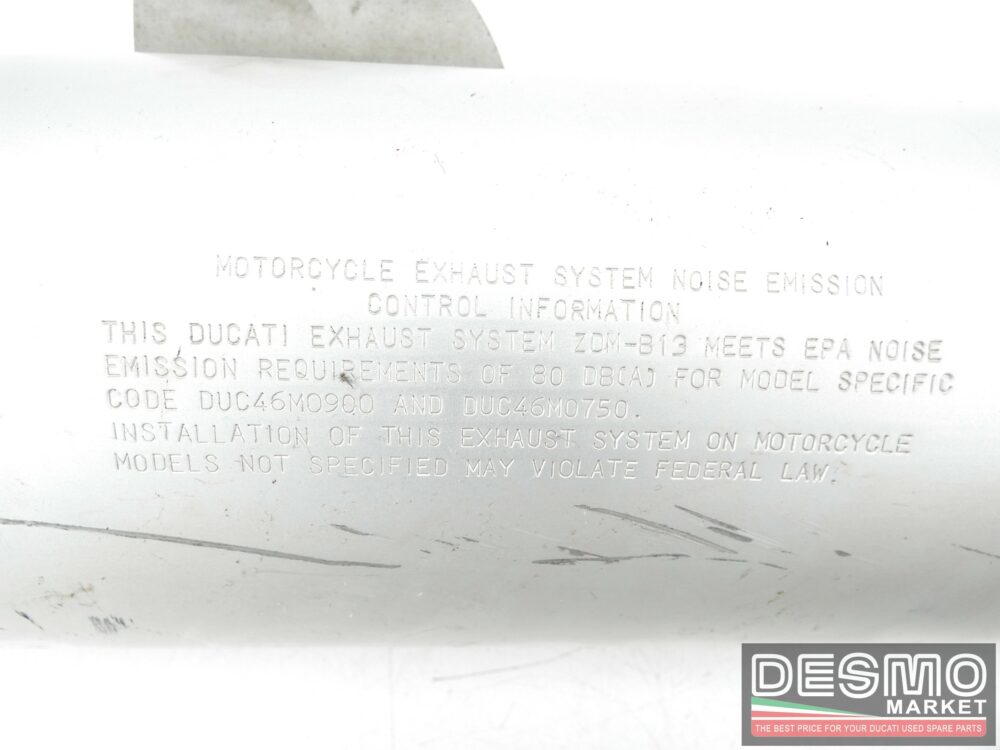 MOTORCYCLE EXHAUST SYSTEM NOISE EMISSION
CONTROL INFORMATION
THIS DUCATI EXHAUST SYSTEM ZDM-B13 MEETS EPA NOISE
EMISSION REQUIREMENTS OF 80 DB(A) FOR MODEL SPECIFIC
CODE DUC46M0900 AND DUC46M0750.
INSTALLATION OF THIS EXHAUST SYSTEM ON MOTORCYCLE
MODELS NOT SPECIFIED MAY VIOLATE FEDERAL LAW.
DESMO
MARKET
THE BEST PRICE FOR YOUR DUCATI USED SPARE PARTS